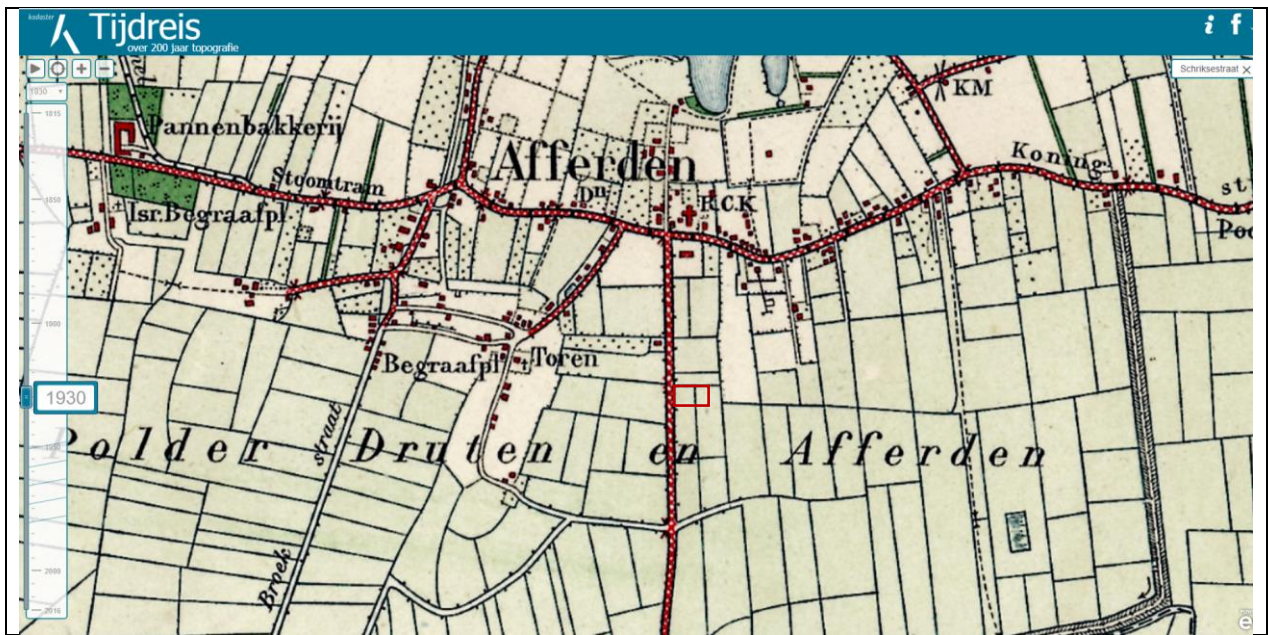 kadaster
Tijdreis
over 200 jaar topografie
i f
Schriksestraat
1930
1815
KM
Pannenbakkerij
Afferden
Koning
Stoomtram
Dn
R.C.K.
st
1850
Isr.Begraafpl
Poo
1900
Begraafpl
Toren
1930
Polder Druten en Afferden
straat
1950
Broek
2000
2016
e